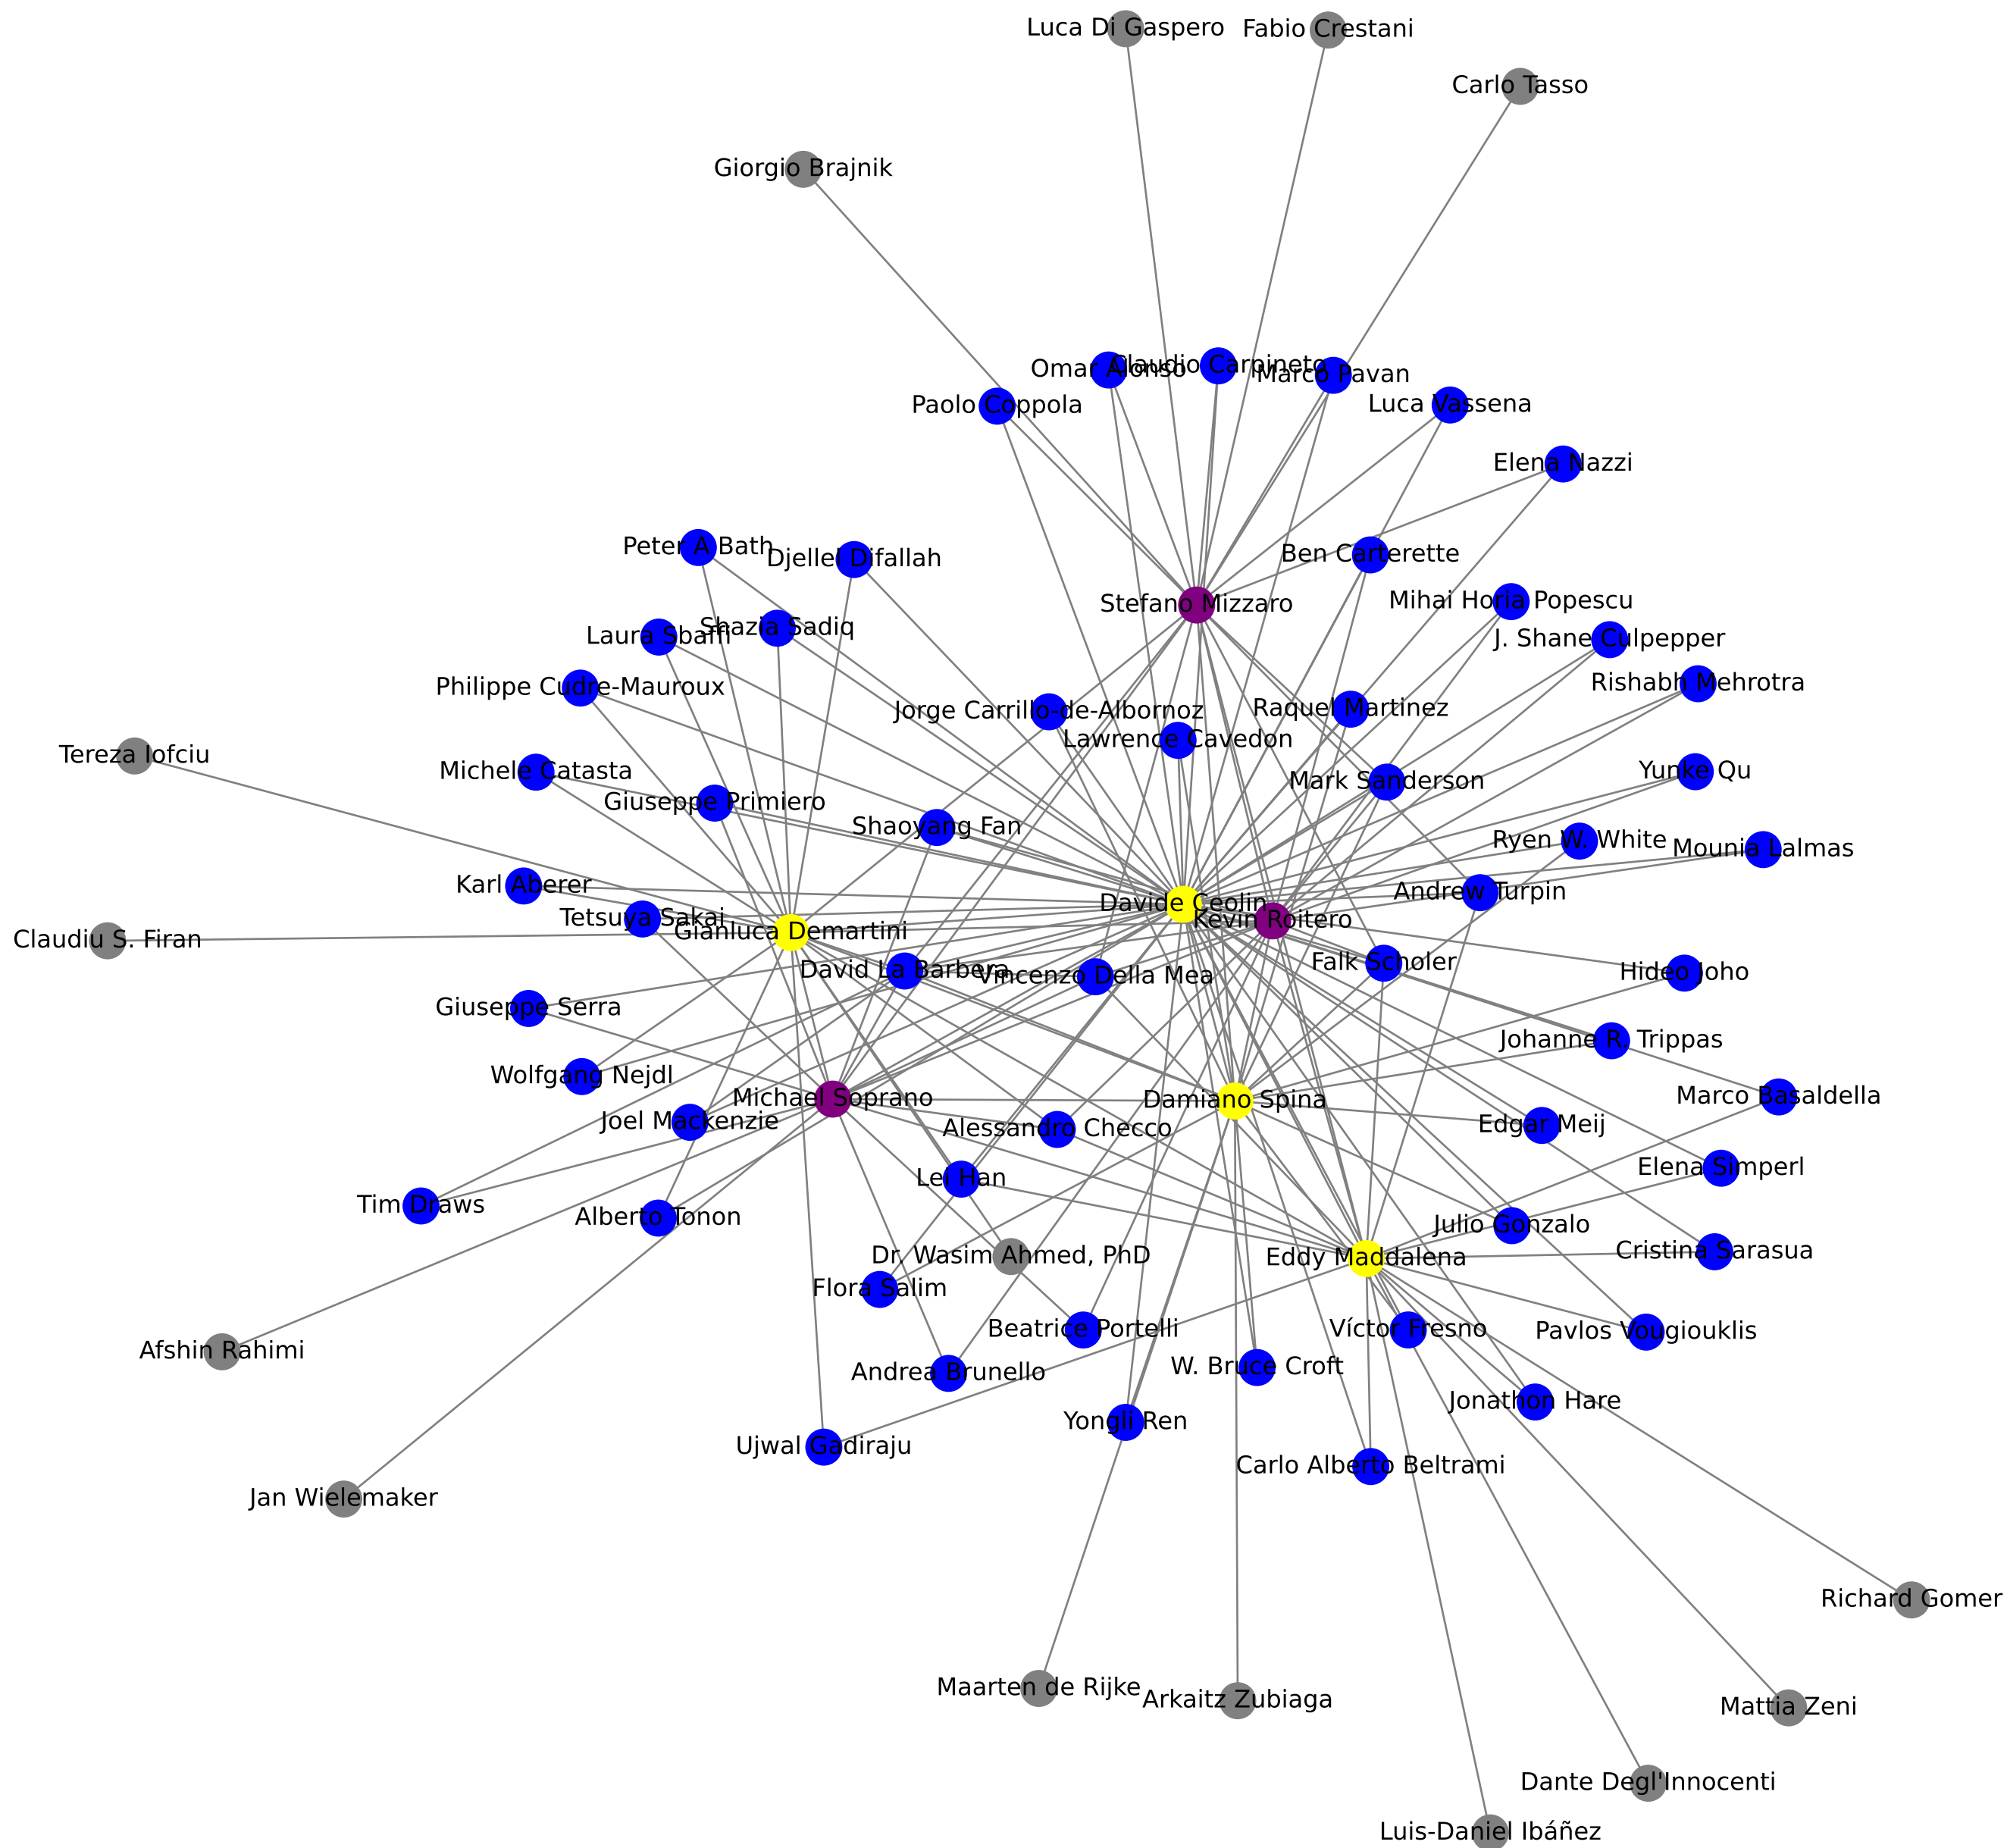 Luca Di Gaspero
Fabio Crestani
Carlo Tasso
Giorgio Brajnik
Omar Alonso
Claudio Carpineto
Marco Pavan
Paolo Coppola
Luca Vassena
Elena Nazzi
Peter A Bath
Djellel Difallah
Ben Carterette
Stefano Mizzaro
Mihai Horia Popescu
Laura Sbaffi
Shazia Sadiq
J. Shane Culpepper
Philippe Cudre-Mauroux
Rishabh Mehrotra
Jorge Carrillo-de-Albornoz
Raquel Martinez
Lawrence Cavedon
Tereza Iofciu
Michele Catasta
Mark Sanderson
Yunke Qu
Giuseppe Primiero
Shaoyang Fan
Ryen W. White
Mounia Lalmas
Karl Aberer
Andrew Turpin
Davide Ceolin
Tetsuya Sakai
Kevin Roitero
Claudiu S. Firan
Gianluca Demartini
David La Barbera
Vincenzo Della Mea
Falk Scholer
Hideo Joho
Giuseppe Serra
Johanne R. Trippas
Wolfgang Nejdl
Michael Soprano
Damiano Spina
Marco Basaldella
Joel Mackenzie
Alessandro Checco
Edgar Meij
Lei Han
Elena Simperl
Tim Draws
Alberto Tonon
Julio Gonzalo
Dr. Wasim Ahmed, PhD
Eddy Maddalena
Cristina Sarasua
Flora Salim
Beatrice Portelli
Víctor Fresno
Pavlos Vougiouklis
Afshin Rahimi
Andrea Brunello
W. Bruce Croft
Jonathon Hare
Yongli Ren
Ujwal Gadiraju
Carlo Alberto Beltrami
Jan Wielemaker
Richard Gomer
Maarten de Rijke
Arkaitz Zubiaga
Mattia Zeni
Dante Degl'Innocenti
Luis-Daniel Ibáñez